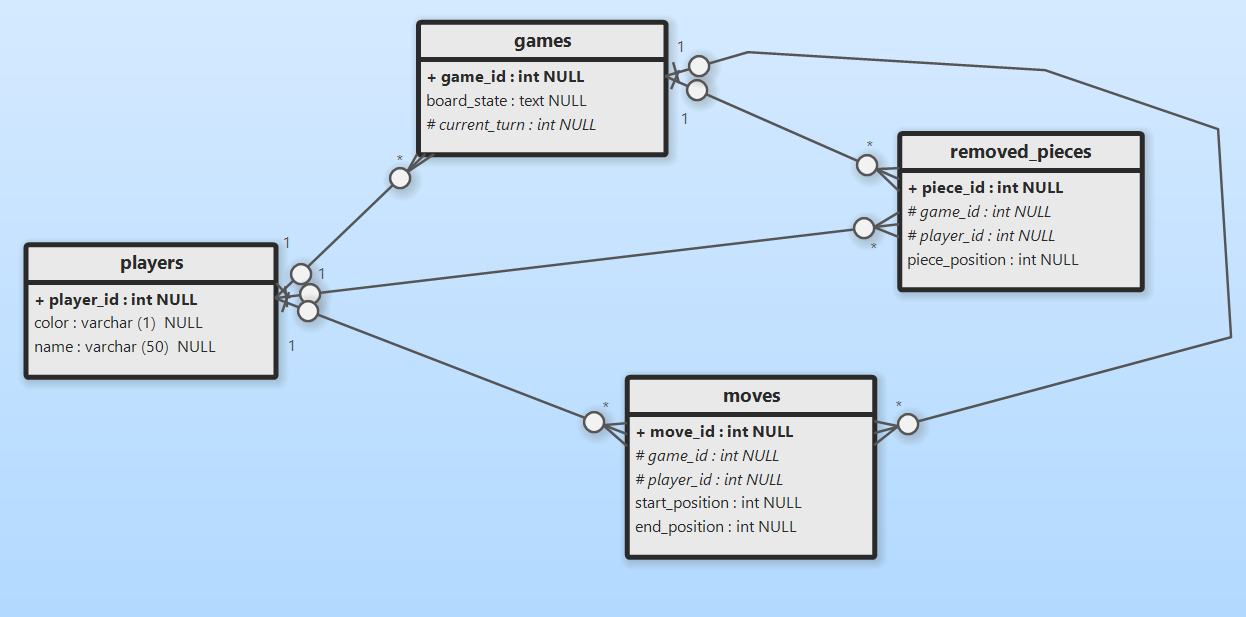 games
+ game_id : int NULL
board_state : text NULL
# current_turn : int NULL
1
1
*
removed_pieces
+ piece_id : int NULL
# game_id : int NULL
# player_id : int NULL
piece_position : int NULL
*
*
players
+ player_id : int NULL
color : varchar (1)  NULL
name : varchar (50)  NULL
1
1
1
moves
+ move_id : int NULL
# game_id : int NULL
# player_id : int NULL
start_position : int NULL
end_position : int NULL
*
*